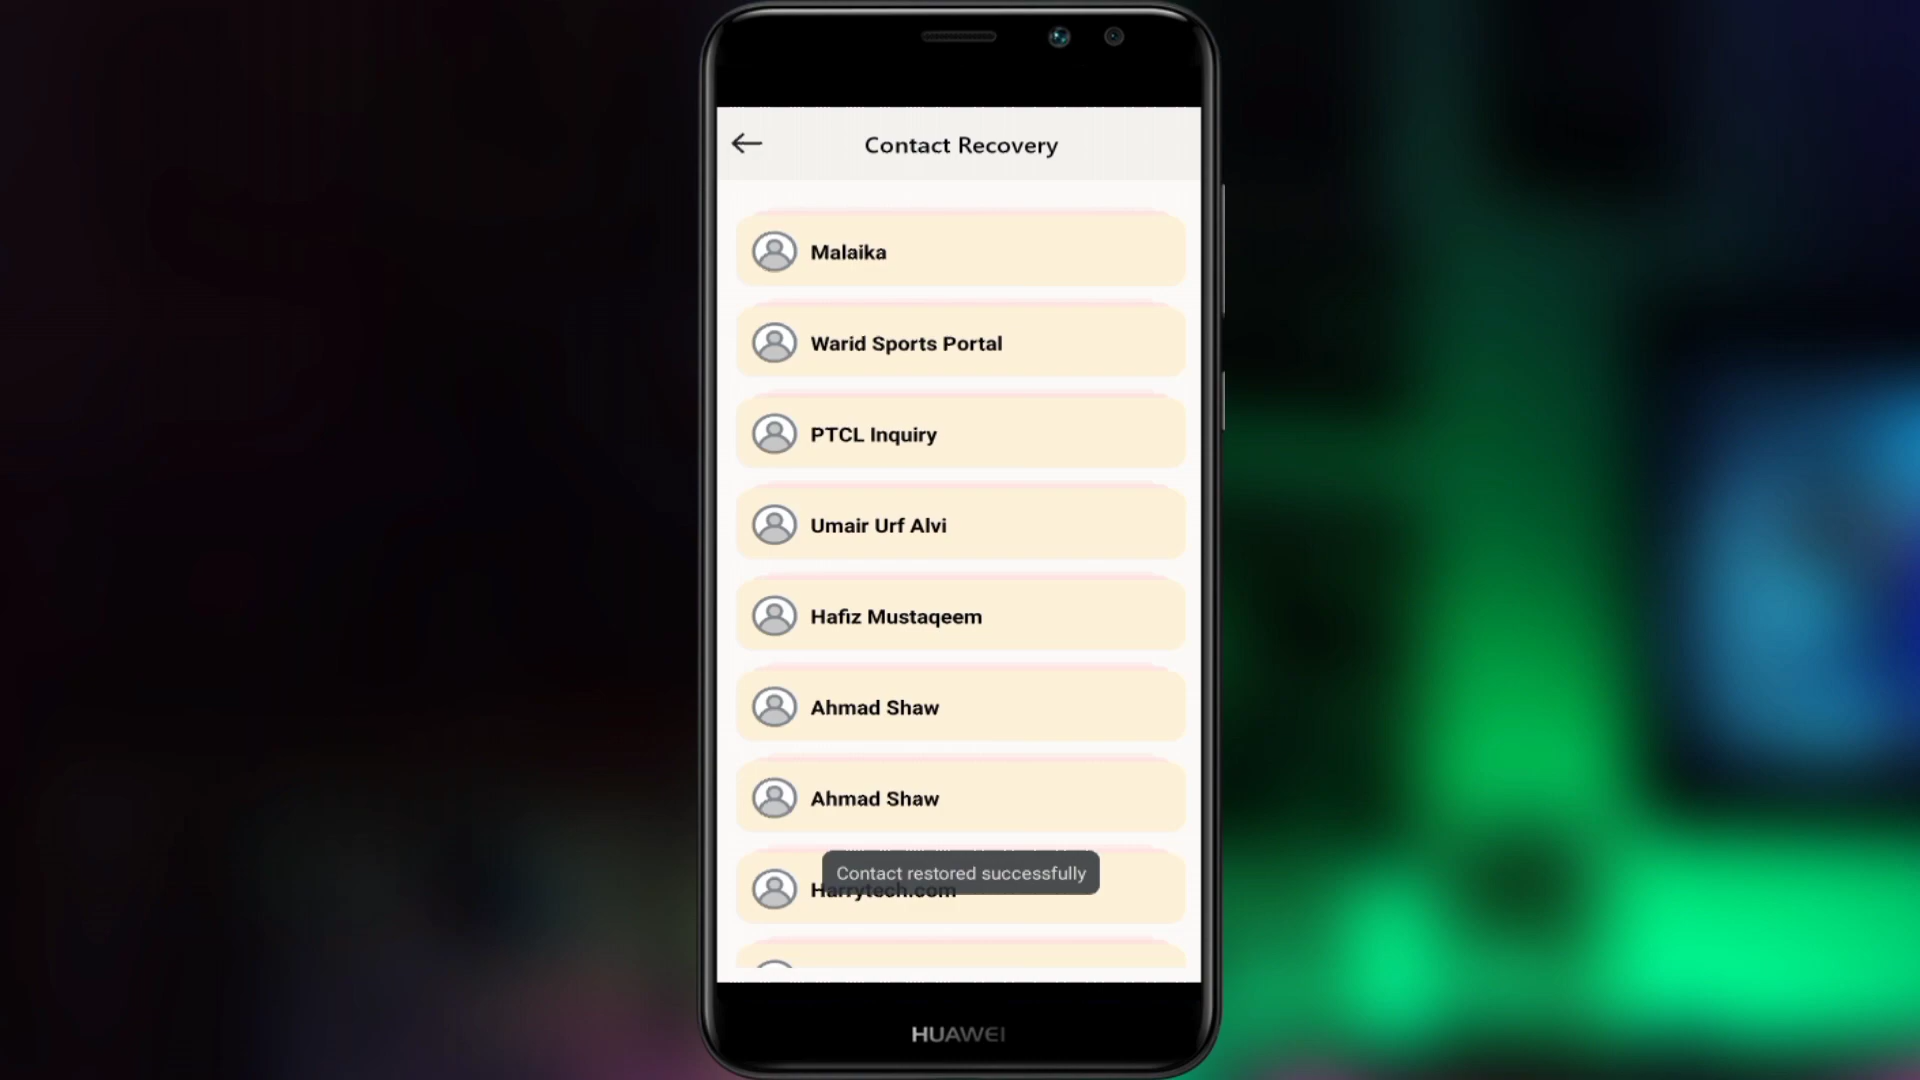 Contact Recovery
Malaika
Warid Sports Portal
PTCL Inquiry
Umair Urf Alvi
Hafiz Mustaqeem
Ahmad Shaw
Ahmad Shaw
Contact restored successfully
Harrytech.com
HUAWEI